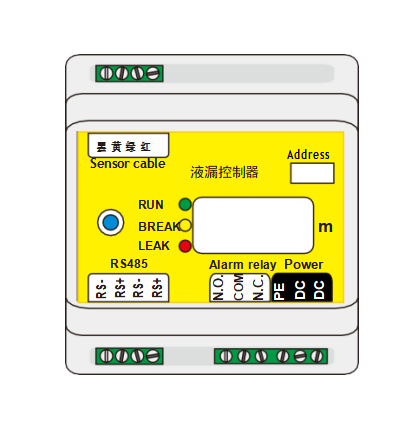 黑 黄 绿 红
Sensor cable
液漏控制器
Address
RUN
BREAK
LEAK
m
RS485
Alarm relay
Power
RS-
RS+
RS-
RS+
N.O.
COM
N.C.
PE
DC
DC